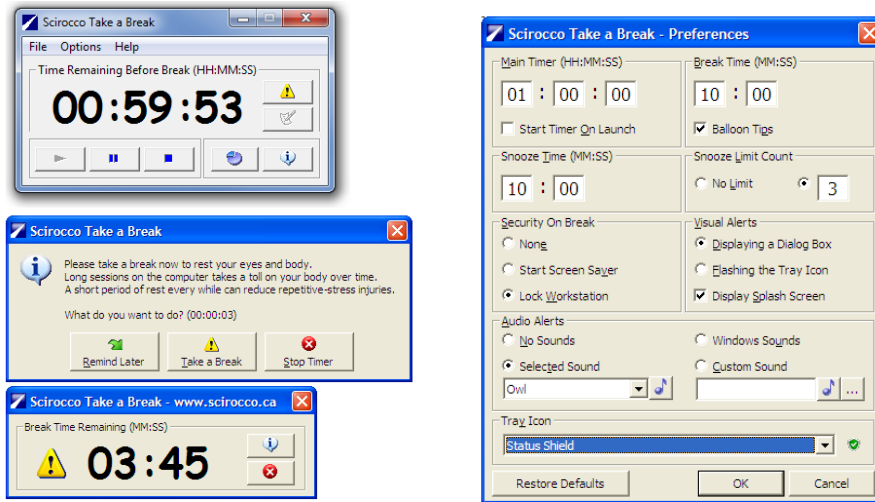 Scirocco Take a Break
File Options Help
Time Remaining Before Break (HH:MM:SS)
00:59:53
Scirocco Take a Break
Please take a break now to rest your eyes and body.
Long sessions on the computer takes a toll on your body over time.
A short period of rest every while can reduce repetitive-stress injuries.
What do you want to do? (00:00:03)
Remind Later Take a Break Stop Timer
Scirocco Take a Break - www.scirocco.ca
Break Time Remaining (MM:SS)
03:45
Scirocco Take a Break - Preferences
Main Timer (HH:MM:SS) Break Time (MM:SS)
01 : 00 : 00 10 : 00
Start Timer On Launch Balloon Tips
Snooze Time (MM:SS) Snooze Limit Count
10 : 00 No Limit 3
Security On Break Visual Alerts
None Displaying a Dialog Box
Start Screen Saver Flashing the Tray Icon
Lock Workstation Display Splash Screen
Audio Alerts
No Sounds Windows Sounds
Selected Sound Custom Sound
Owl ...
Tray Icon
Status Shield
Restore Defaults OK Cancel